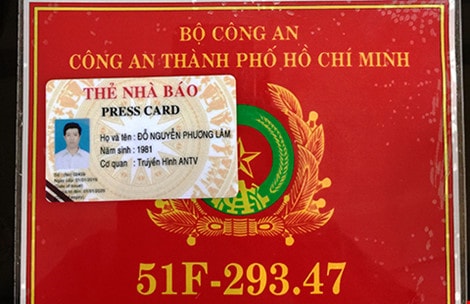 BỘ CÔNG AN
CÔNG AN THÀNH PHỐ HỒ CHÍ MINH
THẺ NHÀ BÁO
PRESS CARD
Họ và tên : ĐỖ NGUYỄN PHƯƠNG LÂM
Năm sinh : 1981
Cơ quan : Truyền Hình ANTV
51F-293.47